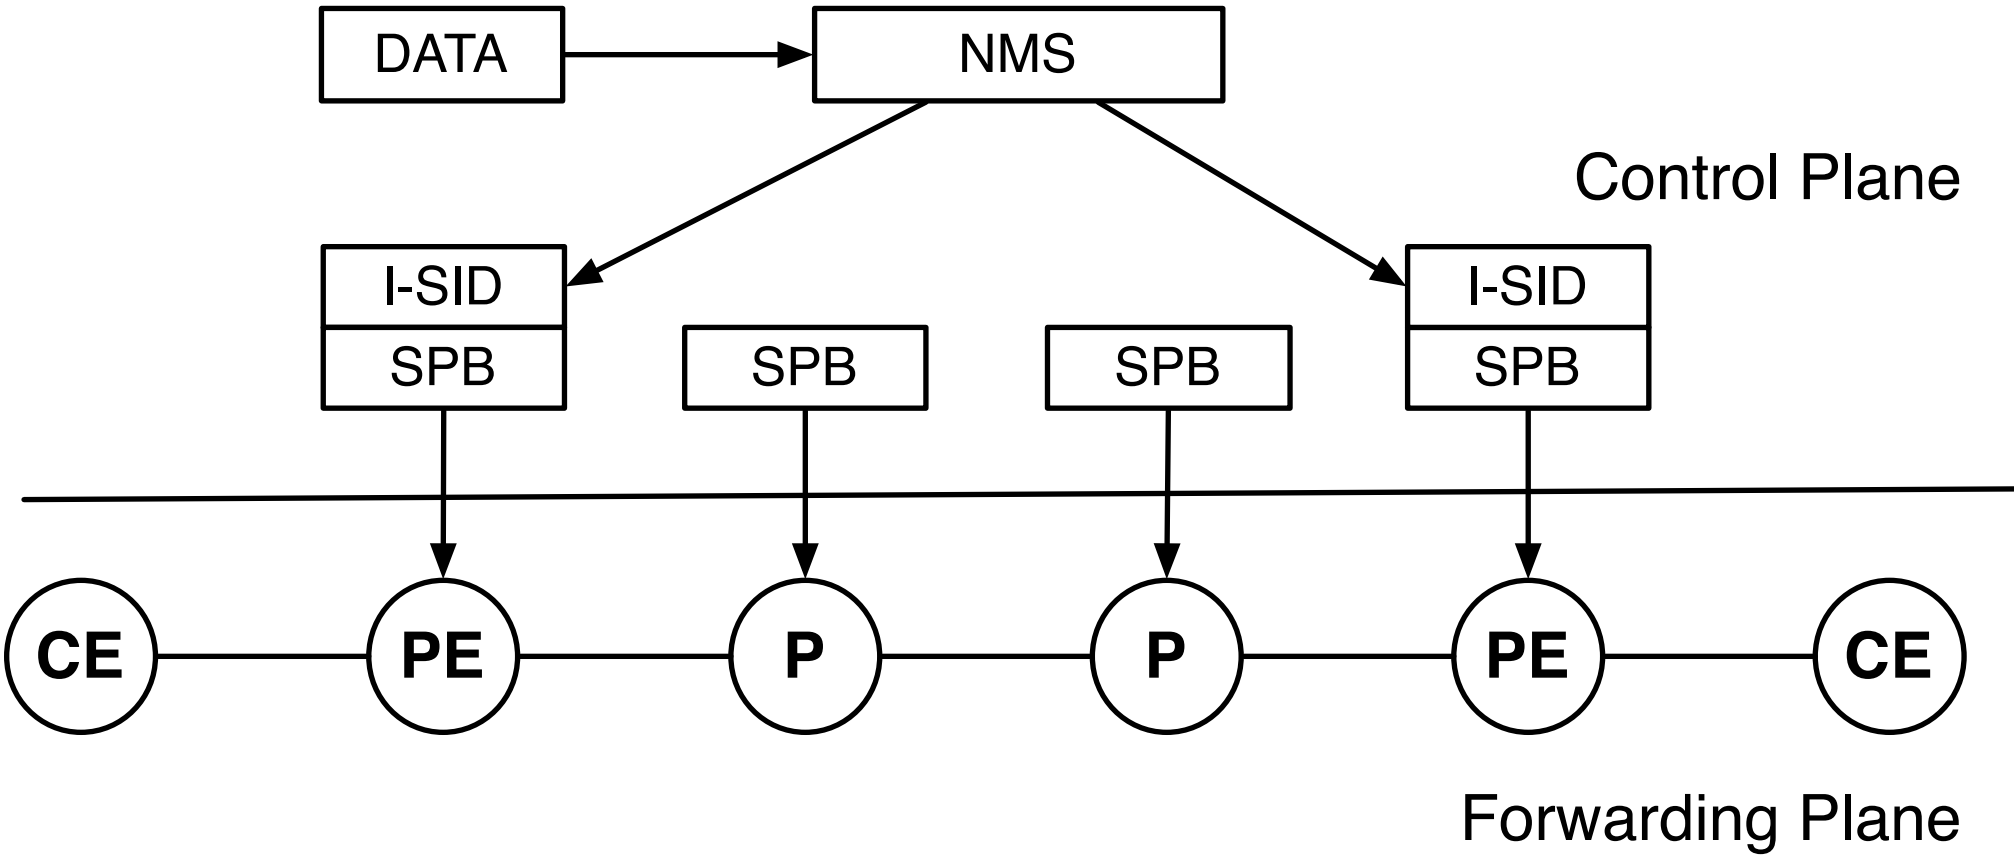 DATA
NMS
Control Plane
I-SID
I-SID
SPB
SPB
SPB
SPB
CE
PE
P
P
PE
CE
Forwarding Plane